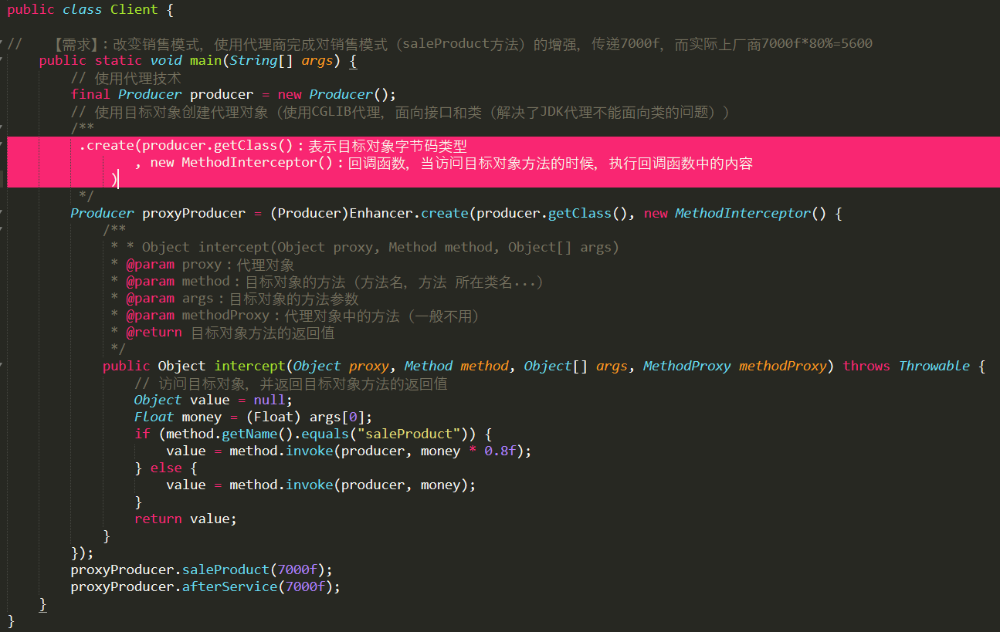 public class Client {
//    【需求】：改变销售模式，使用代理商完成对销售模式（saleProduct方法）的增强，传递7000f，而实际上厂商7000f*80%=5600
    public static void main(String[] args) {
        // 使用代理技术
        final Producer producer = new Producer();
        // 使用目标对象创建代理对象（使用CGLIB代理，面向接口和类（解决了JDK代理不能面向类的问题））
        /**
         .create(producer.getClass()：表示目标对象字节码类型
                , new MethodInterceptor()：回调函数，当访问目标对象方法的时候，执行回调函数中的内容
             )
         */
        Producer proxyProducer = (Producer)Enhancer.create(producer.getClass(), new MethodInterceptor() {
            /**
             * * Object intercept(Object proxy, Method method, Object[] args)
             * @param proxy：代理对象
             * @param method：目标对象的方法（方法名，方法 所在类名...）
             * @param args：目标对象的方法参数
             * @param methodProxy：代理对象中的方法（一般不用）
             * @return 目标对象方法的返回值
             */
            public Object intercept(Object proxy, Method method, Object[] args, MethodProxy methodProxy) throws Throwable {
                // 访问目标对象，并返回目标对象方法的返回值
                Object value = null;
                Float money = (Float) args[0];
                if (method.getName().equals("saleProduct")) {
                    value = method.invoke(producer, money * 0.8f);
                } else {
                    value = method.invoke(producer, money);
                }
                return value;
            }
        });
        proxyProducer.saleProduct(7000f);
        proxyProducer.afterService(7000f);
    }
}